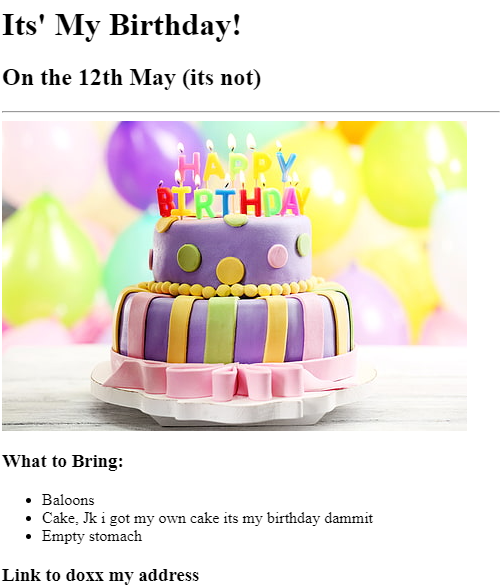 Its' My Birthday!
On the 12th May (its not)
HAPPY
BIRTHDAY
What to Bring:
Baloons
Cake, Jk i got my own cake its my birthday dammit
Empty stomach
Link to doxx my address